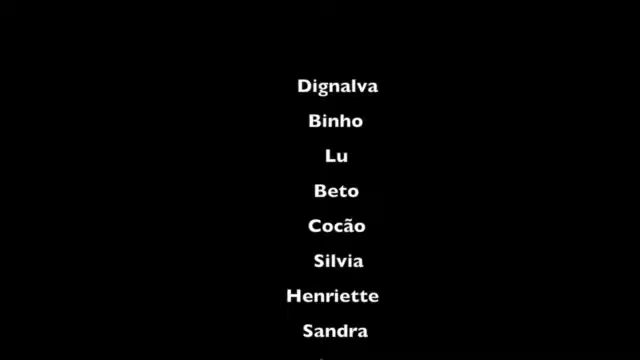 Dignalva
Binho
Lu
Beto
Cocão
Silvia
Henriette
Sandra